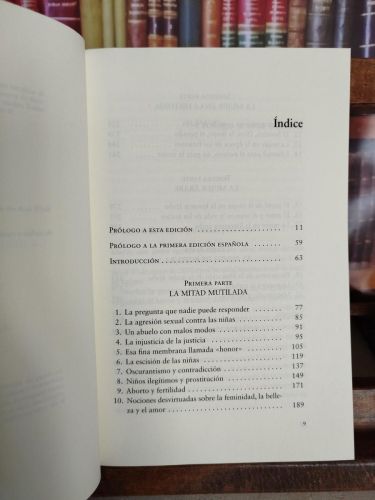 Índice
Prólogo a esta edición . . . . . . . . . . . . . . . . . . . 11
Prólogo a la primera edición española . . . . . . . 59
Introducción . . . . . . . . . . . . . . . . . . . . . . . . 63
Primera parte
LA MITAD MUTILADA
1. La pregunta que nadie puede responder . . . . . . . 77
2. La agresión sexual contra las niñas . . . . . . . . . . 85
3. Un abuelo con malos modos . . . . . . . . . . . . . . 91
4. La injusticia de la justicia . . . . . . . . . . . . . . . . 95
5. Esa fina membrana llamada «honor» . . . . . . . . . 105
6. La escisión de las niñas . . . . . . . . . . . . . . . . . 119
7. Oscurantismo y contradicción . . . . . . . . . . . . . 137
8. Niños ilegítimos y prostitución . . . . . . . . . . . . 149
9. Aborto y fertilidad . . . . . . . . . . . . . . . . . . . . 171
10. Nociones desvirtuadas sobre la feminidad, la belle-
za y el amor . . . . . . . . . . . . . . . . . . . . . . . . 189
9